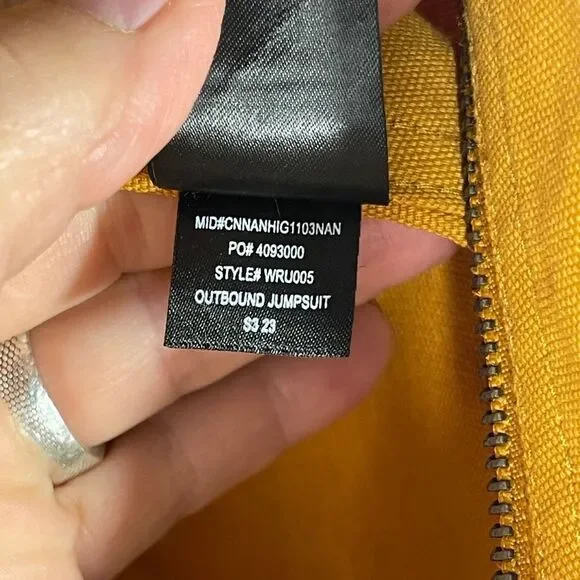 MID#CNNANHIG1103NAN
PO# 4093000
STYLE# WRU005
OUTBOUND JUMPSUIT
S3 23